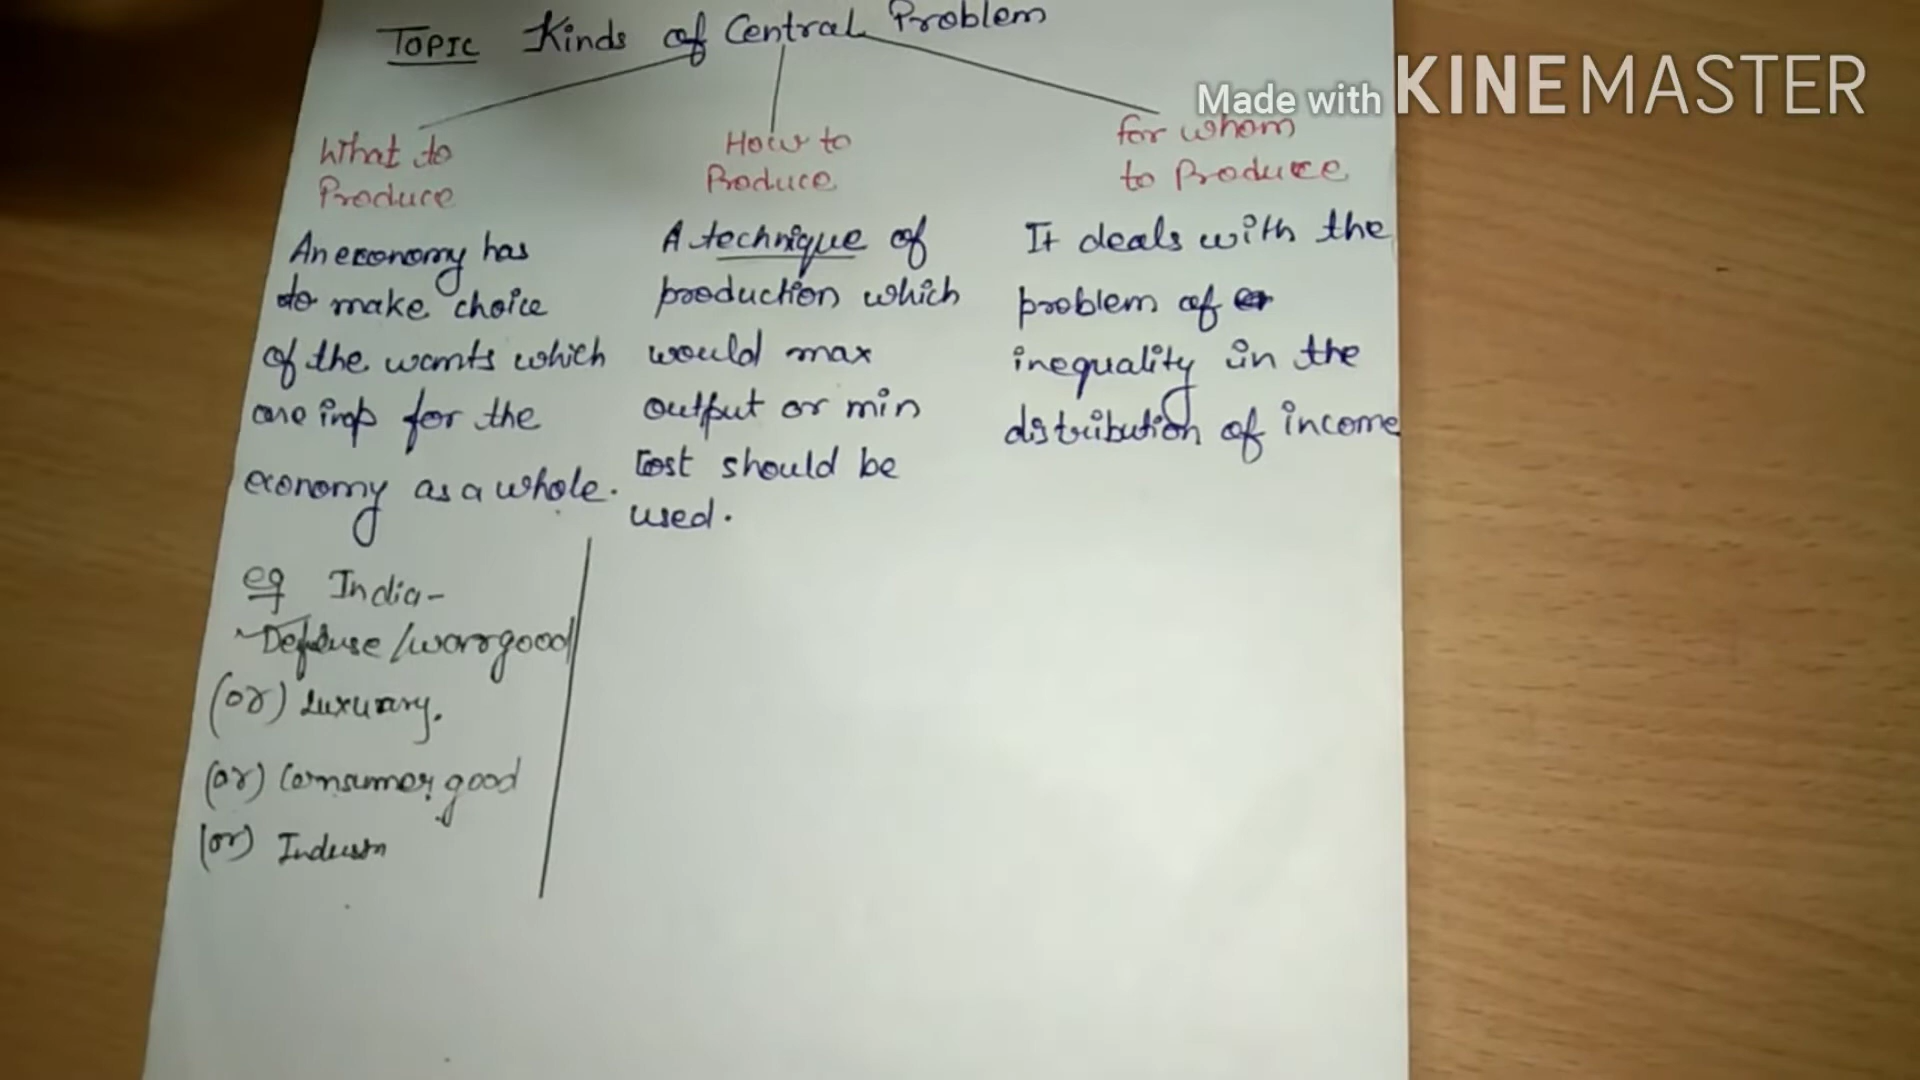 TOPIC Kinds of Central Problem
Made with KINEMASTER
What to
Produce
An economy has
to make choice
of the wants which
are imp for the
economy as a whole.
eg India-
Defense/war good
(or) Luxurary.
(or) Consumer good
(or) Industn
How to
Produce
A technique of
production which
would max
output or min
Cost should be
used.
for whom
to Produce
It deals with the
problem of
inequality in the
distribution of income